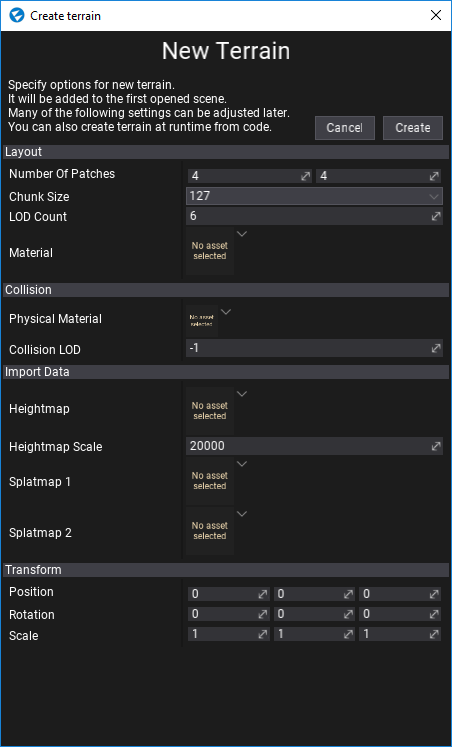 Create terrain
New Terrain
Specify options for new terrain.
It will be added to the first opened scene.
Many of the following settings can be adjusted later.
You can also create terrain at runtime from code.
Cancel Create
Layout
Number Of Patches 4 4
Chunk Size 127
LOD Count 6
Material No asset selected
Collision
Physical Material No asset selected
Collision LOD -1
Import Data
Heightmap No asset selected
Heightmap Scale 20000
Splatmap 1 No asset selected
Splatmap 2 No asset selected
Transform
Position 0 0 0
Rotation 0 0 0
Scale 1 1 1